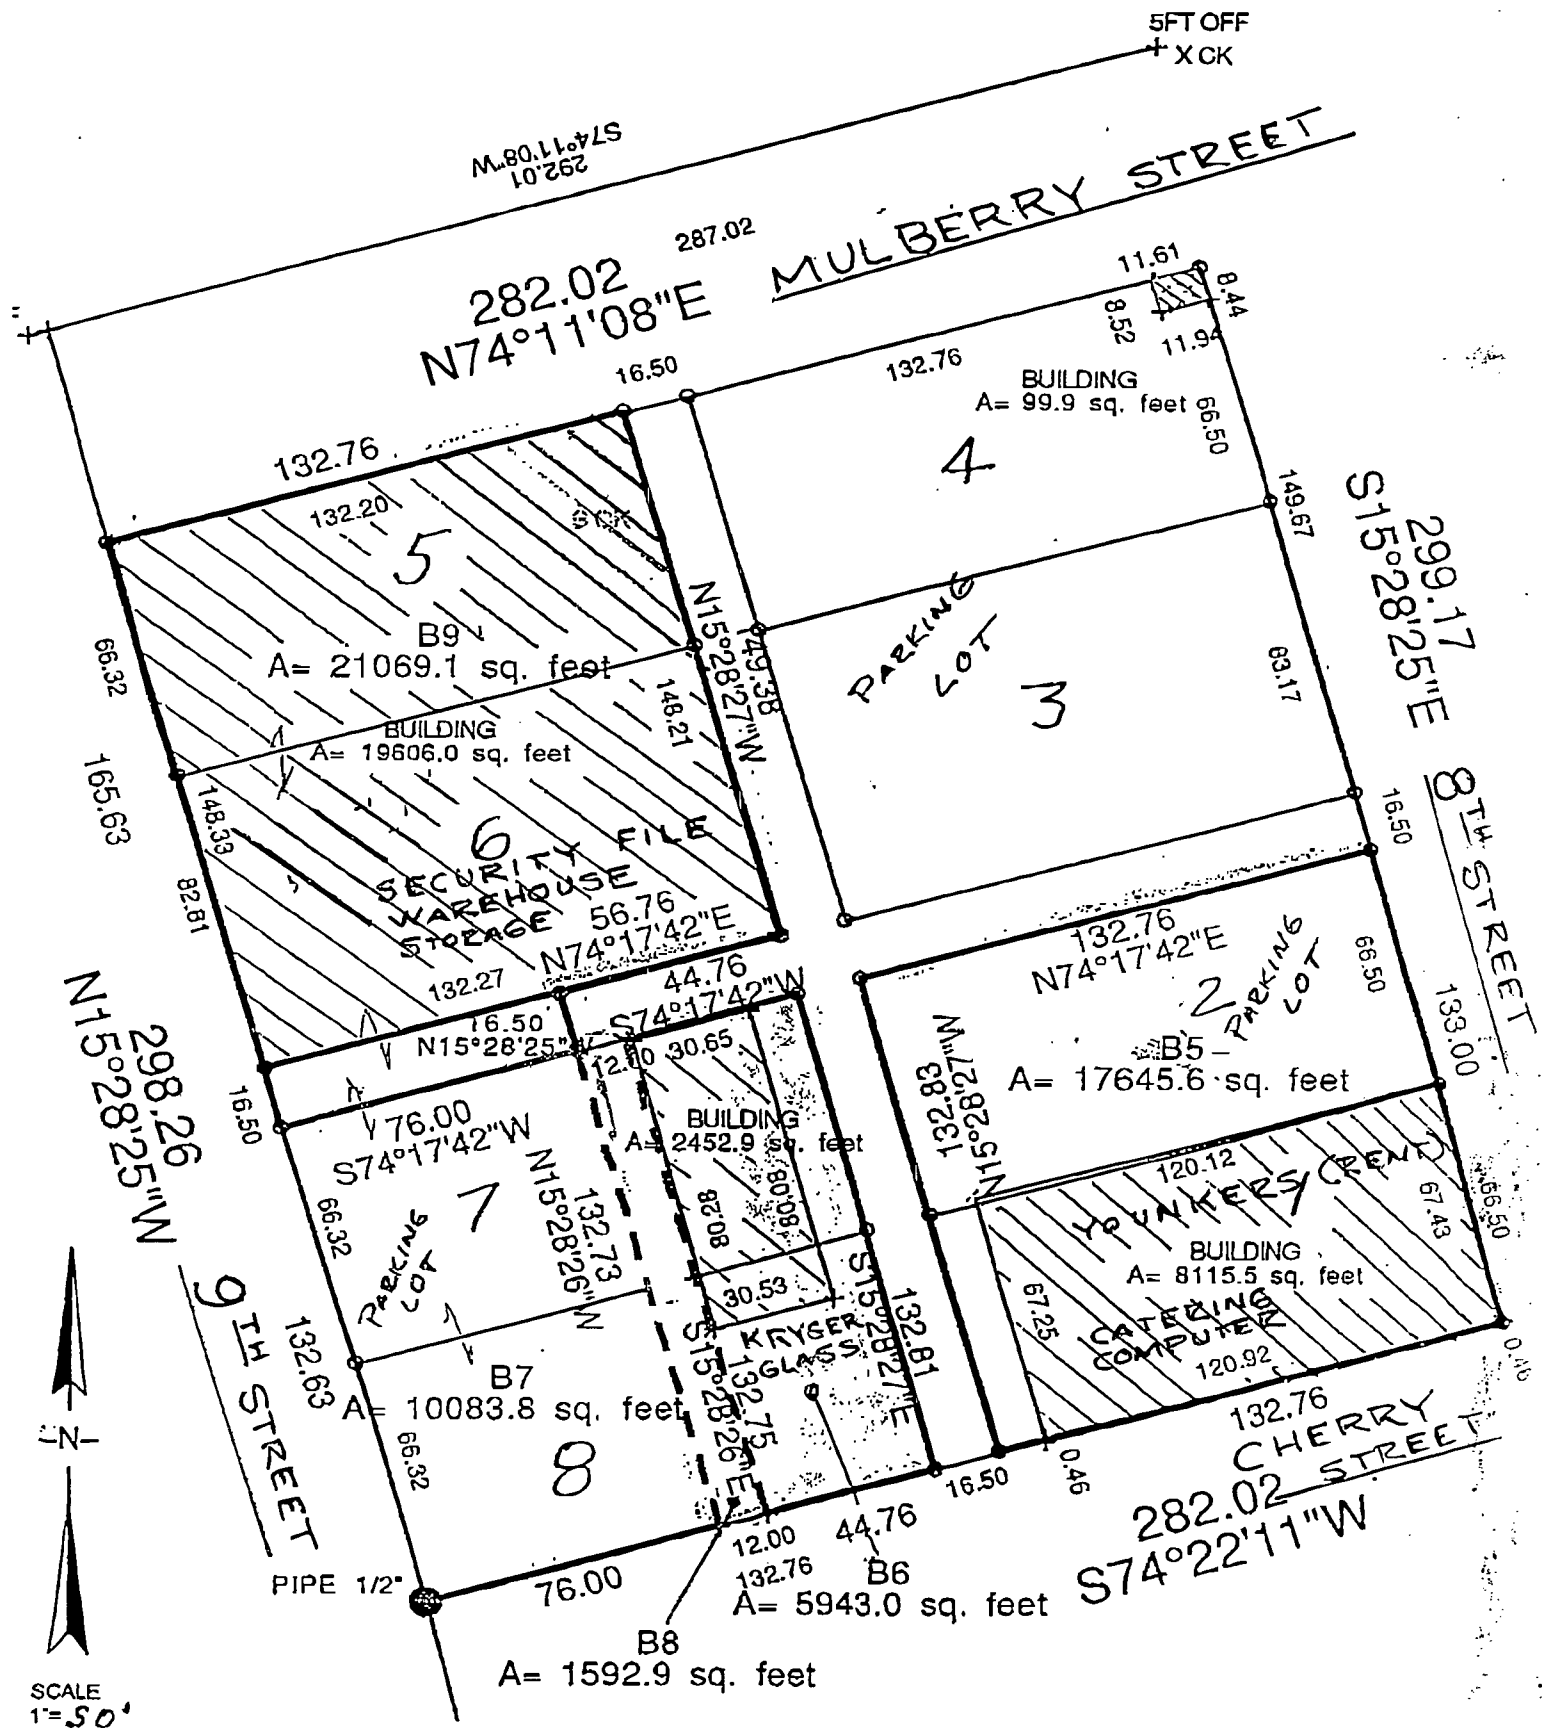 5FT OFF
X CK
S74°11'08"W
292.01
287.02
MULBERRY STREET
282.02
N74°11'08"E
11.61
8.44
8.52
11.94
16.50
132.76
BUILDING
A= 99.9 sq. feet
66.50
4
132.76
132.20
5
149.67
299.17
S15°28'25"E
B9
A= 21069.1 sq. feet
66.32
N15°28'27"W
149.38
148.21
PARKING
LOT
3
83.17
BUILDING
A= 19606.0 sq. feet
165.63
148.33
82.81
6
SECURITY FILE
WAREHOUSE
STORAGE
56.76
N74°17'42"E
132.27
16.50
8TH STREET
132.76
N74°17'42"E
2
PARKING
LOT
66.50
133.00
44.76
S74°17'42"W
16.50
N15°28'25"W
12.00
30.65
B5
A= 17645.6 sq. feet
132.83
N15°28'27"W
298.26
N15°28'25"W
16.50
76.00
S74°17'42"W
BUILDING
A= 2452.9 sq. feet
N15°28'26"W
132.73
82.08
80.08
120.12
YOUNKERS/(REND)
67.43
66.50
66.32
7
PARKING
LOT
BUILDING
A= 8115.5 sq. feet
CATERING
COMPUTER
120.92
67.25
30.53
KRYGER
GLASS
S15°28'27"E
132.81
S15°28'26"E
132.75
9TH STREET
132.63
B7
A= 10083.8 sq. feet
8
66.32
-N-
0.46
132.76
CHERRY
STREET
0.46
16.50
282.02
S74°22'11"W
44.76
12.00
132.76
76.00
PIPE 1/2"
B6
A= 5943.0 sq. feet
B8
A= 1592.9 sq. feet
SCALE
1"=50'